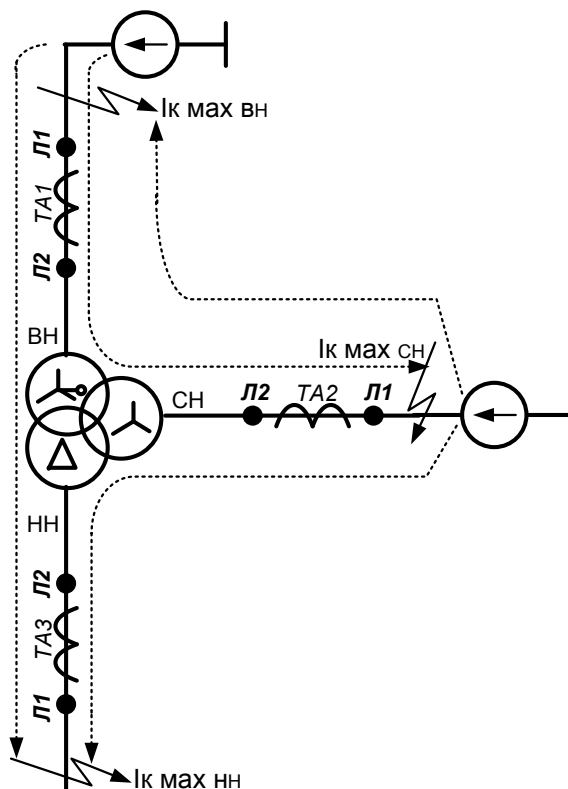 Iк мах вн
Л1
ТА1
Л2
ВН
Iк мах сн
СН
Л2
ТА2
Л1
НН
Л2
ТА3
Л1
Iк мах нн